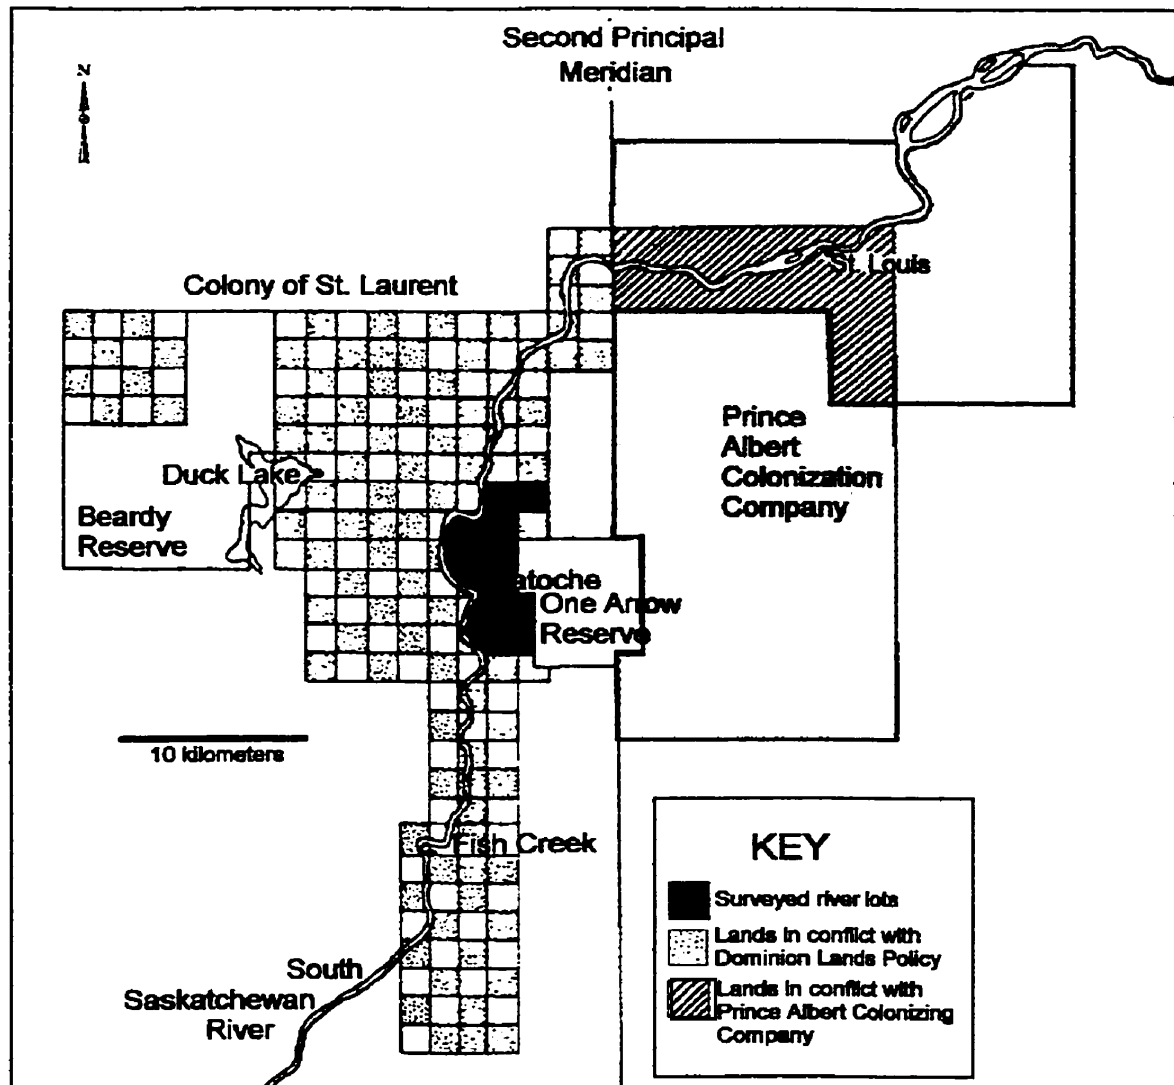 Second Principal
Meridian
N
St. Louis
Colony of St. Laurent
Prince
Albert
Colonization
Company
Duck Lake
Beardy
Reserve
atoche
One Arrow
Reserve
10 kilometers
Fish Creek
South
Saskatchewan
River
KEY
Surveyed river lots
Lands in conflict with
Dominion Lands Policy
Lands in conflict with
Prince Albert Colonizing
Company